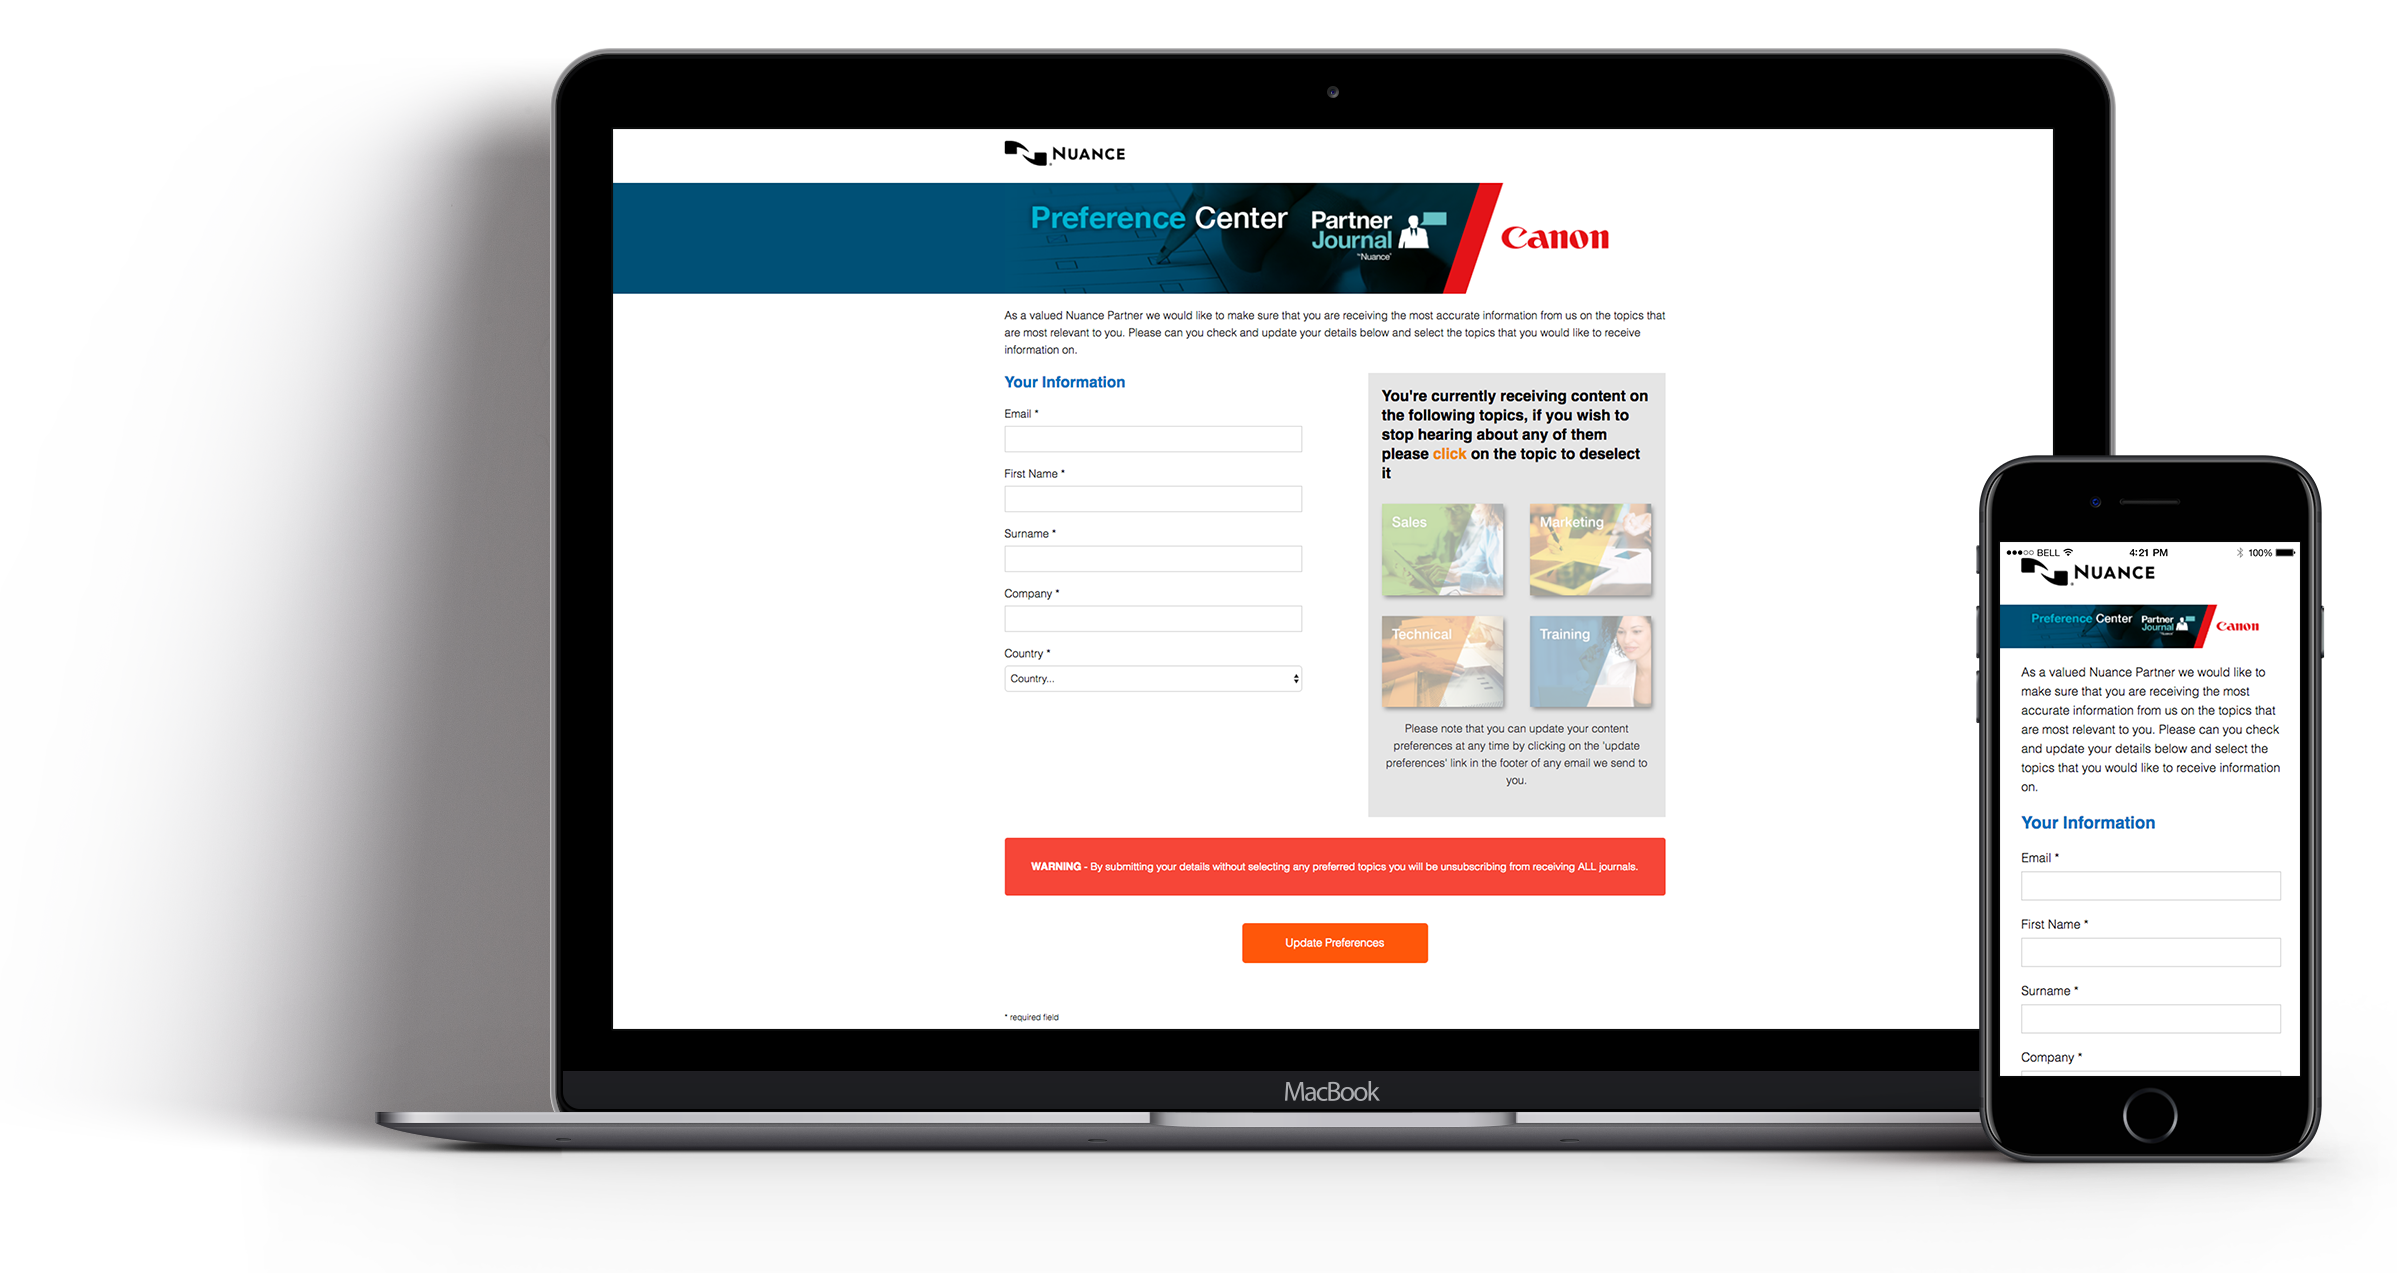 NUANCE
Preference Center
Partner
Journal
by Nuance
Canon
As a valued Nuance Partner we would like to make sure that you are receiving the most accurate information from us on the topics that
are most relevant to you. Please can you check and update your details below and select the topics that you would like to receive
information on.
Your Information
Email *
First Name *
Surname *
Company *
Country *
Country...
You're currently receiving content on
the following topics, if you wish to
stop hearing about any of them
please click on the topic to deselect
it
Sales
Marketing
Technical
Training
Please note that you can update your content
preferences at any time by clicking on the 'update
preferences' link in the footer of any email we send to
you.
WARNING - By submitting your details without selecting any preferred topics you will be unsubscribing from receiving ALL journals.
Update Preferences
* required field
MacBook
BELL 4:21 PM 100%
NUANCE
Preference Center
Partner
Journal
Canon
As a valued Nuance Partner we would like to
make sure that you are receiving the most
accurate information from us on the topics that
are most relevant to you. Please can you check
and update your details below and select the
topics that you would like to receive information
on.
Your Information
Email *
First Name *
Surname *
Company *